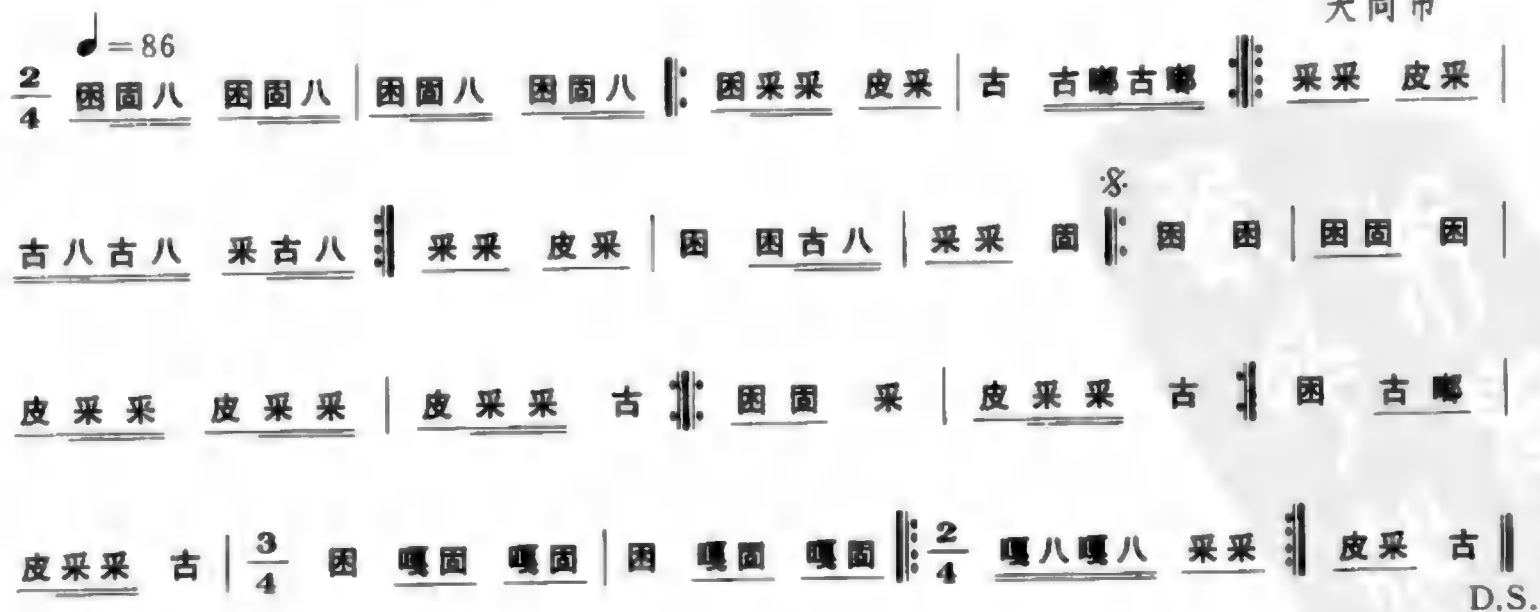 大同市
♩=86
2/4 困固八 困固八 | 困固八 困固八 ‖: 困采采 皮采 | 古 古嘟古嘟 :‖: 采采 皮采 |
古八古八 采古八 :‖ 采采 皮采 | 困 困古八 | 采采 固 ‖: 困 困 | 困固 困 |
皮采采 皮采采 | 皮采采 古 :‖: 困固 采 | 皮采采 古 :‖ 困 古嘟 |
皮采采 古 | 3/4 困 嘎固 嘎固 | 困 嘎固 嘎固 ‖: 2/4 嘎八嘎八 采采 :‖ 皮采 古 ‖
D.S.